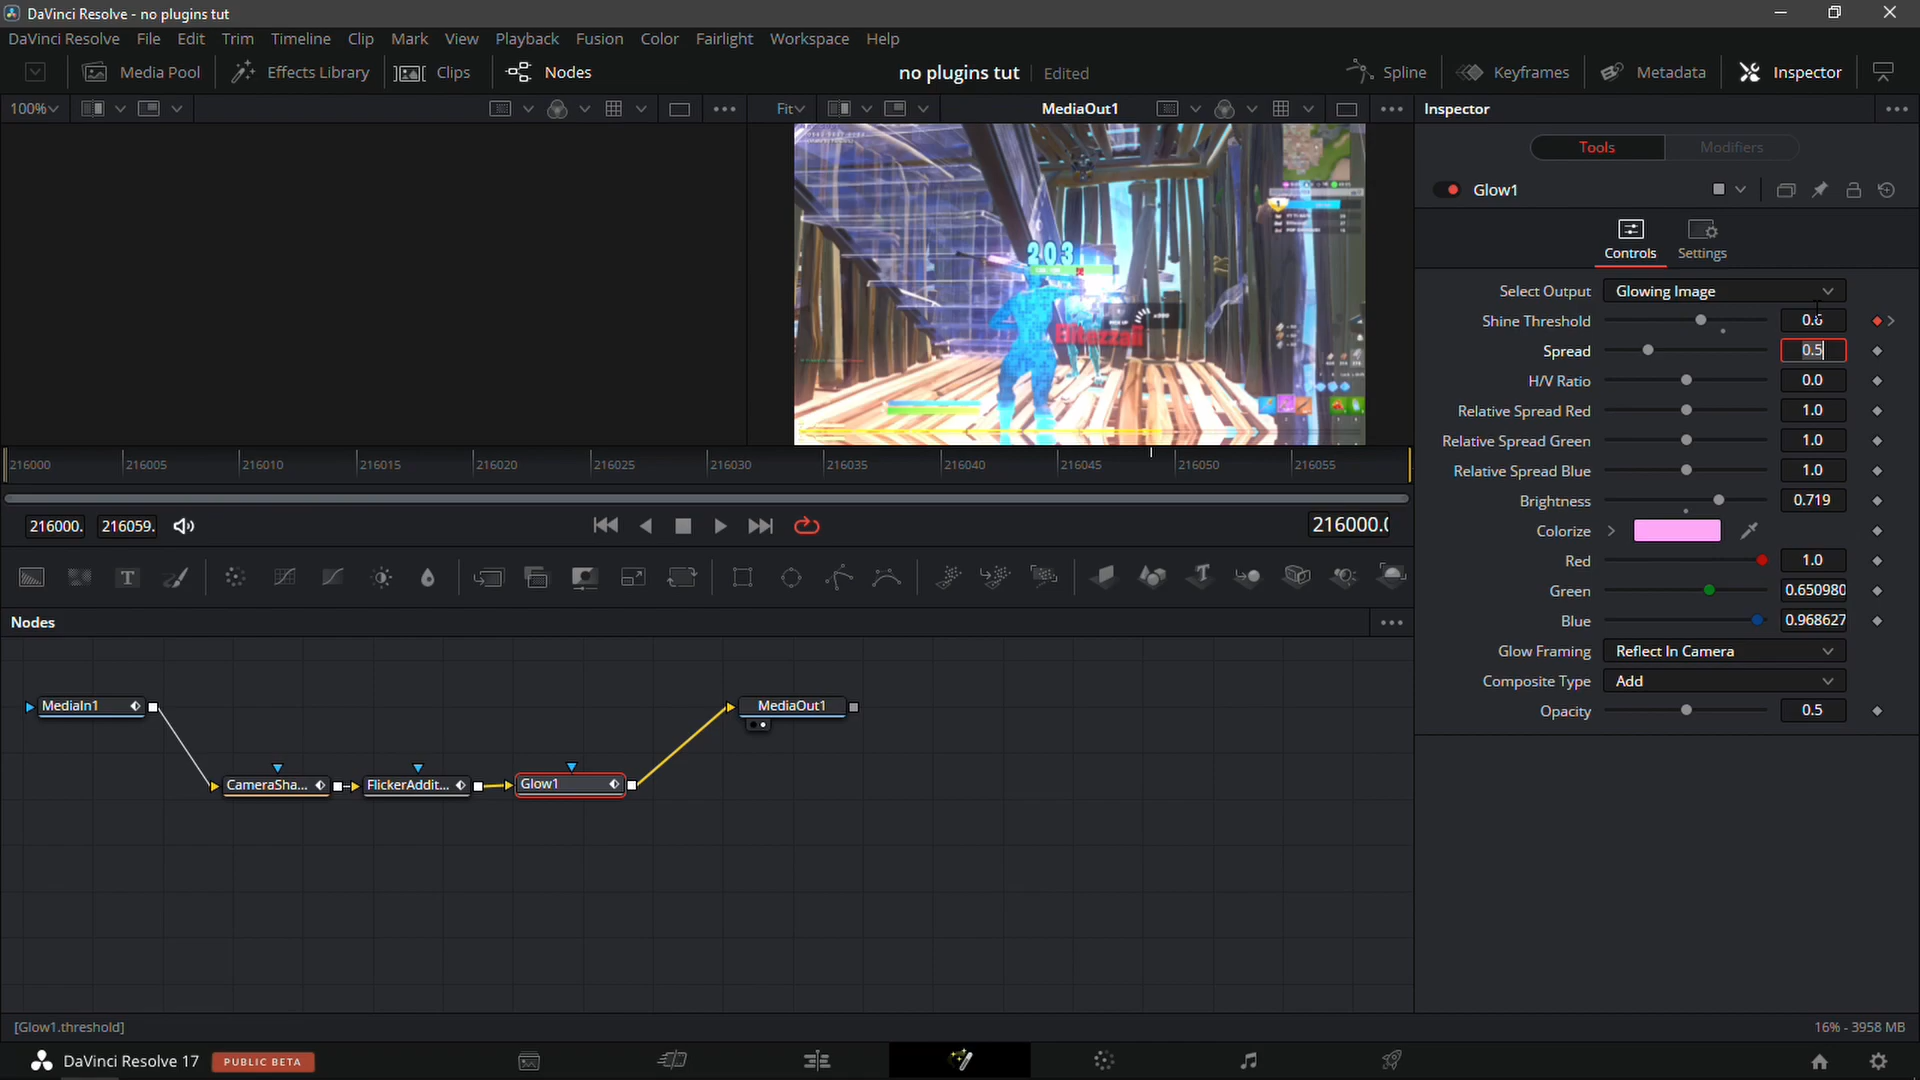 DaVinci Resolve - no plugins tut
DaVinci Resolve File Edit Trim Timeline Clip Mark View Playback Fusion Color Fairlight Workspace Help
Media Pool Effects Library Clips Nodes no plugins tut Edited Spline Keyframes Metadata Inspector
100% Fit MediaOut1 Inspector
Tools Modifiers
Glow1
Controls Settings
203
Select Output Glowing Image
Shine Threshold 0.6
Spread 0.5
H/V Ratio 0.0
Relative Spread Red 1.0
Relative Spread Green 1.0
Relative Spread Blue 1.0
Brightness 0.719
Colorize
Red 1.0
Green 0.650980
Blue 0.968627
Glow Framing Reflect In Camera
Composite Type Add
Opacity 0.5
216000 216005 216010 216015 216020 216025 216030 216035 216040 216045 216050 216055
216000. 216059. 216000.0
Nodes
MediaIn1 MediaOut1
CameraSha... FlickerAddit... Glow1
[Glow1.threshold] 16% - 3958 MB
DaVinci Resolve 17 PUBLIC BETA